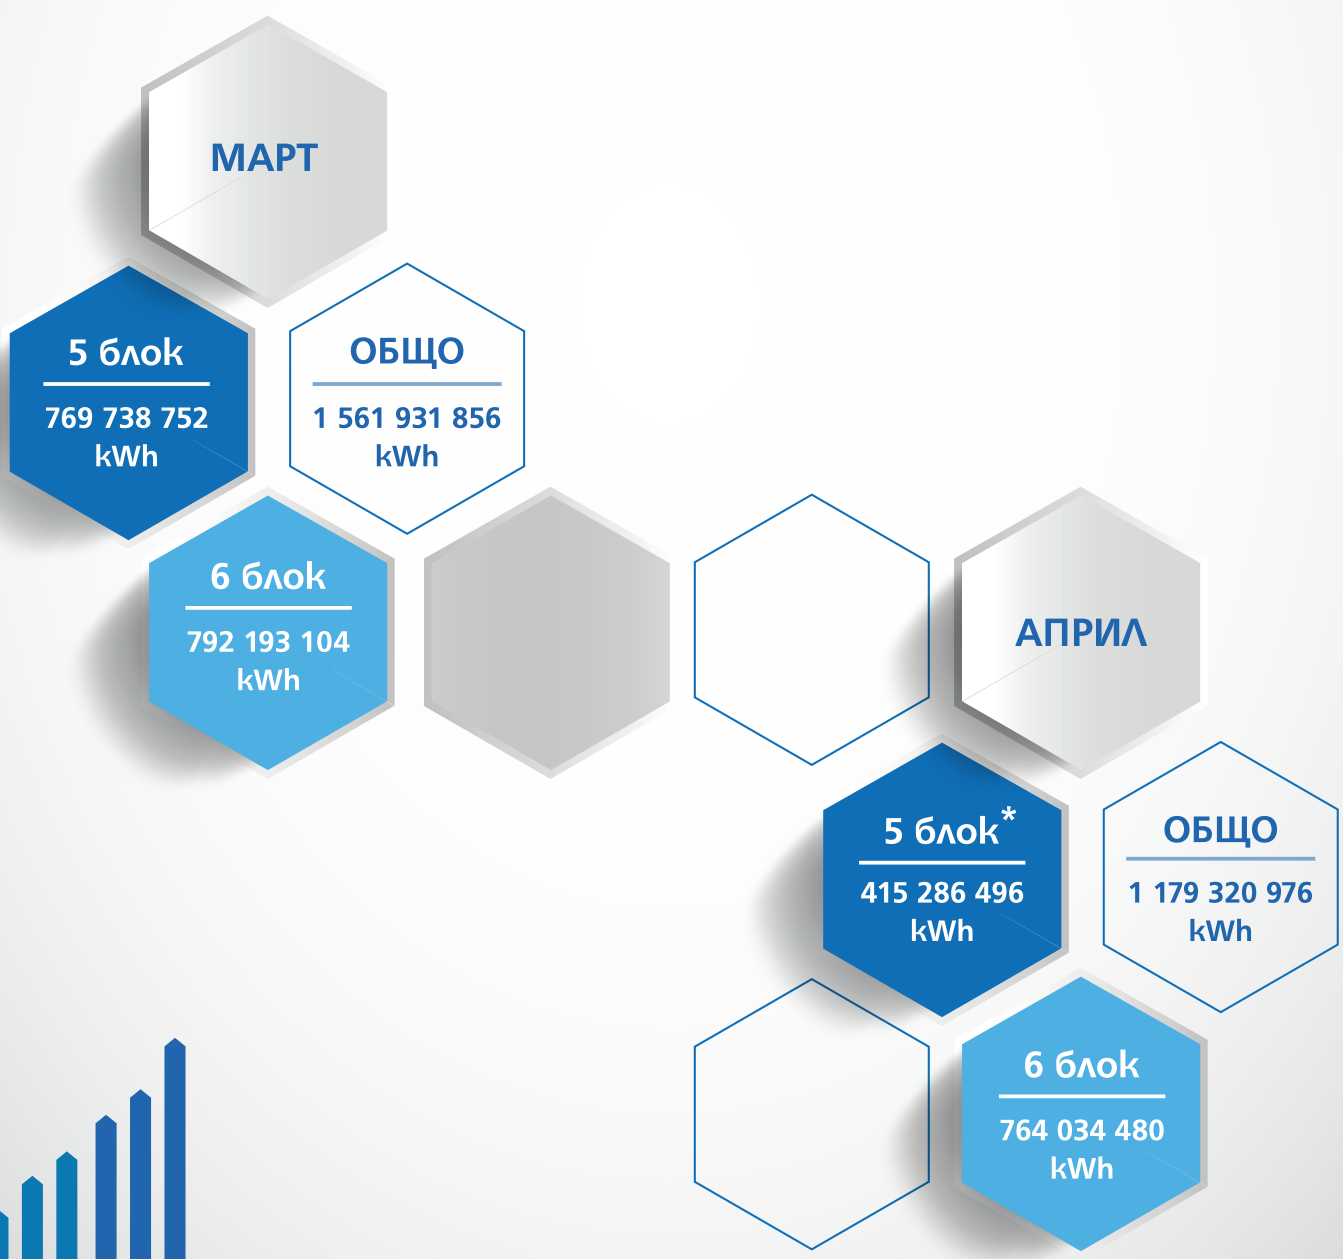 МАРТ
5 блок
769 738 752
kWh
ОБЩО
1 561 931 856
kWh
6 блок
792 193 104
kWh
АПРИЛ
5 блок*
415 286 496
kWh
ОБЩО
1 179 320 976
kWh
6 блок
764 034 480
kWh